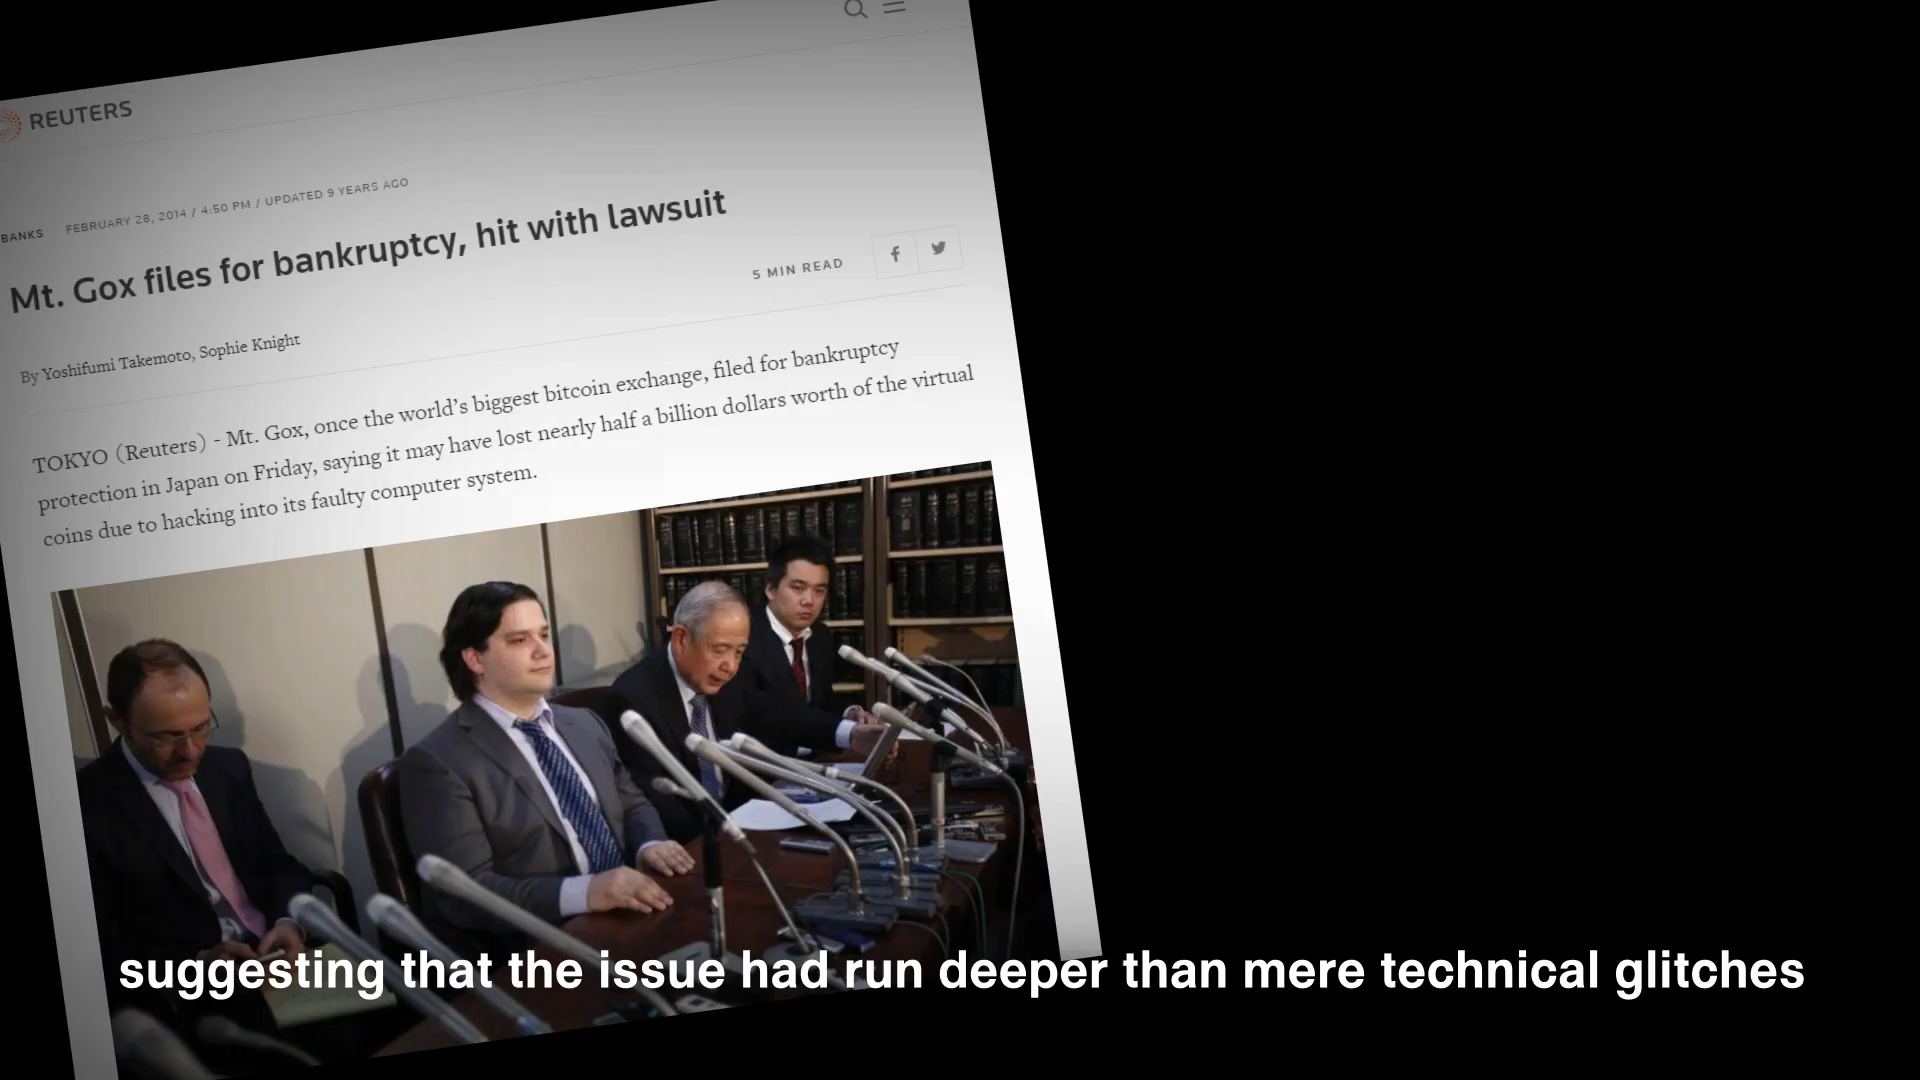 REUTERS
BANKS FEBRUARY 28, 2014 / 4:50 PM / UPDATED 9 YEARS AGO
Mt. Gox files for bankruptcy, hit with lawsuit
5 MIN READ
By Yoshifumi Takemoto, Sophie Knight
TOKYO (Reuters) - Mt. Gox, once the world’s biggest bitcoin exchange, filed for bankruptcy
protection in Japan on Friday, saying it may have lost nearly half a billion dollars worth of the virtual
coins due to hacking into its faulty computer system.
suggesting that the issue had run deeper than mere technical glitches